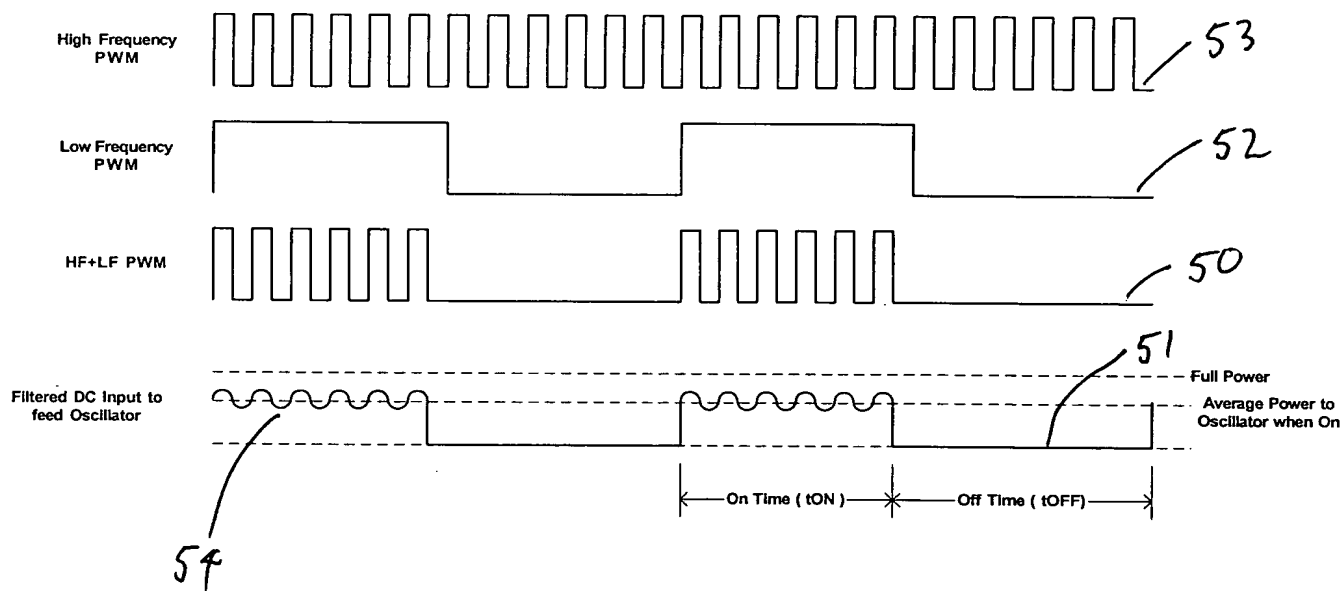 High Frequency
PWM
53
Low Frequency
PWM
52
HF+LF PWM
50
51
Full Power
Filtered DC Input to
feed Oscillator
Average Power to
Oscillator when On
On Time ( tON )
Off Time ( tOFF)
54